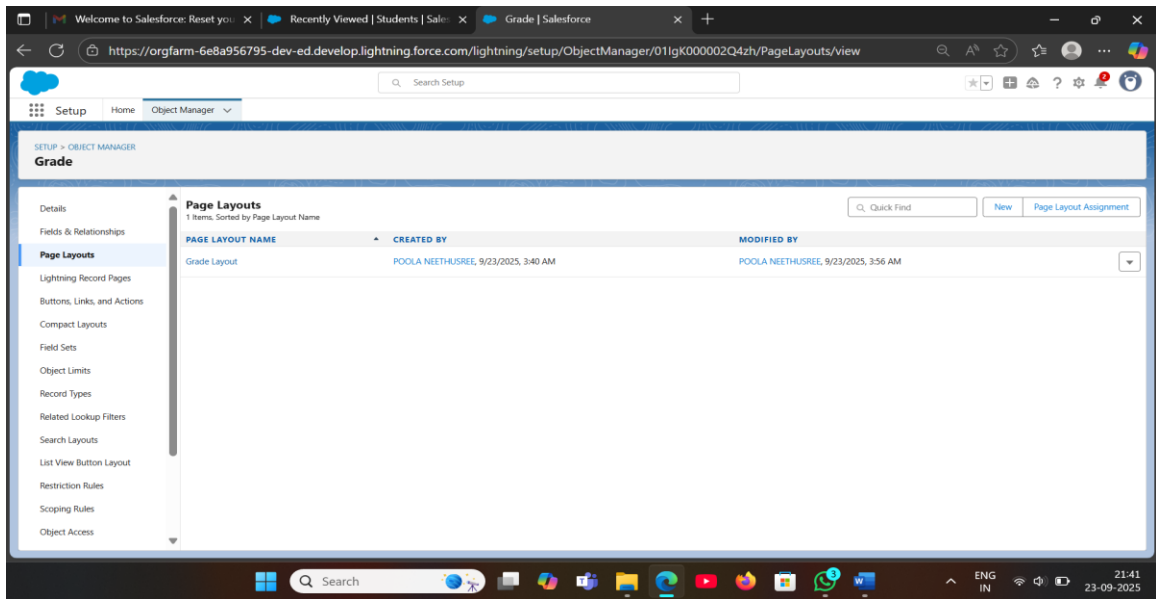 Welcome to Salesforce: Reset you
Recently Viewed | Students | Sale
Grade | Salesforce
https://orgfarm-6e8a956795-dev-ed.develop.lightning.force.com/lightning/setup/ObjectManager/01IgK000002Q4zh/PageLayouts/view
Search Setup
2
Setup Home Object Manager
SETUP > OBJECT MANAGER
Grade
Details
Fields & Relationships
Page Layouts
Lightning Record Pages
Buttons, Links, and Actions
Compact Layouts
Field Sets
Object Limits
Record Types
Related Lookup Filters
Search Layouts
List View Button Layout
Restriction Rules
Scoping Rules
Object Access
Page Layouts
1 Items, Sorted by Page Layout Name
Quick Find
New
Page Layout Assignment
PAGE LAYOUT NAME CREATED BY MODIFIED BY
Grade Layout POOLA NEETHUSREE, 9/23/2025, 3:40 AM POOLA NEETHUSREE, 9/23/2025, 3:56 AM
Search
3
ENG
IN
21:41
23-09-2025